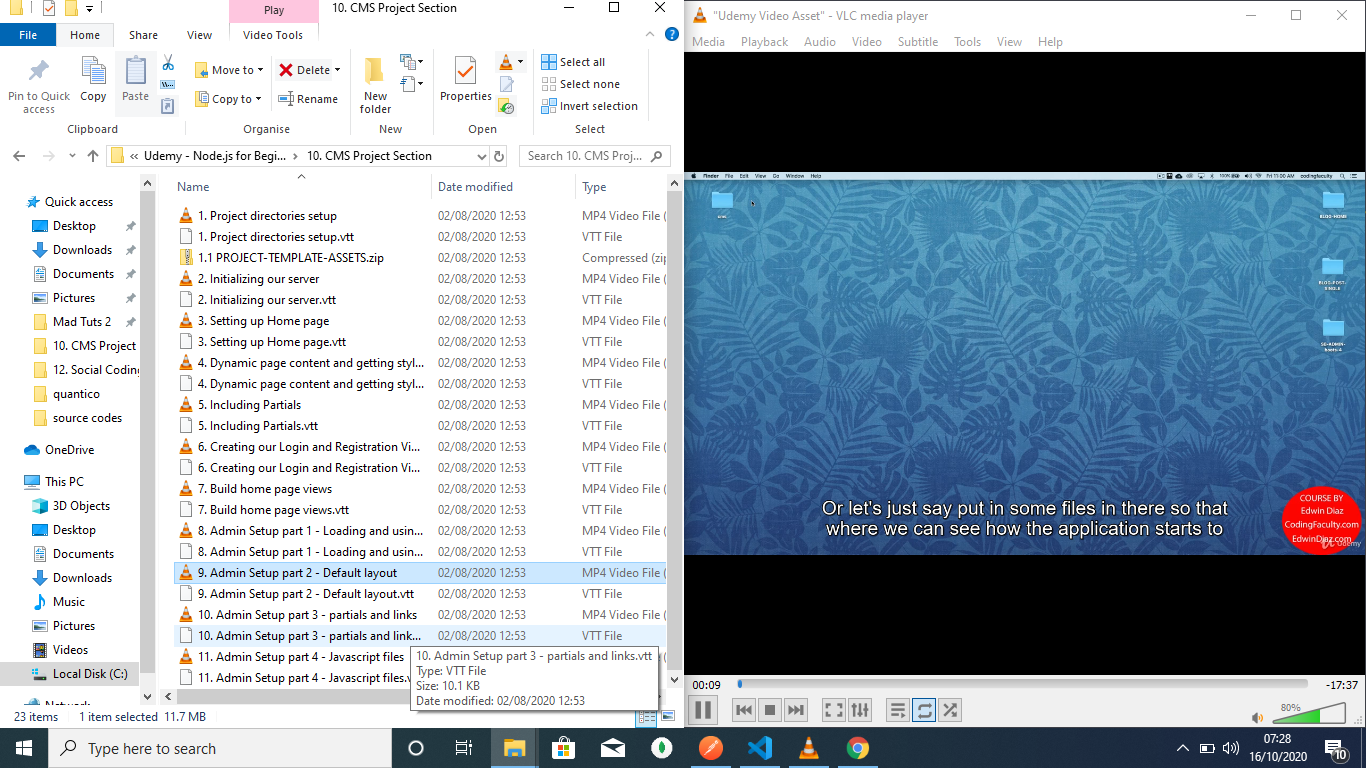 Play
10. CMS Project Section
File
Home
Share
View
Video Tools
Pin to Quick access
Copy
Paste
Move to
Copy to
Delete
Rename
New folder
Properties
Select all
Select none
Invert selection
Clipboard
Organise
New
Open
Select
« Udemy - Node.js for Begi... > 10. CMS Project Section
Search 10. CMS Proj...
Quick access
Desktop
Downloads
Documents
Pictures
Mad Tuts 2
10. CMS Project
12. Social Coding
quantico
source codes
OneDrive
This PC
3D Objects
Desktop
Documents
Downloads
Music
Pictures
Videos
Local Disk (C:)
Network
Name Date modified Type
1. Project directories setup 02/08/2020 12:53 MP4 Video File (
1. Project directories setup.vtt 02/08/2020 12:53 VTT File
1.1 PROJECT-TEMPLATE-ASSETS.zip 02/08/2020 12:53 Compressed (zip
2. Initializing our server 02/08/2020 12:53 MP4 Video File (
2. Initializing our server.vtt 02/08/2020 12:53 VTT File
3. Setting up Home page 02/08/2020 12:53 MP4 Video File (
3. Setting up Home page.vtt 02/08/2020 12:53 VTT File
4. Dynamic page content and getting styl... 02/08/2020 12:53 MP4 Video File (
4. Dynamic page content and getting styl... 02/08/2020 12:53 VTT File
5. Including Partials 02/08/2020 12:53 MP4 Video File (
5. Including Partials.vtt 02/08/2020 12:53 VTT File
6. Creating our Login and Registration Vi... 02/08/2020 12:53 MP4 Video File (
6. Creating our Login and Registration Vi... 02/08/2020 12:53 VTT File
7. Build home page views 02/08/2020 12:53 MP4 Video File (
7. Build home page views.vtt 02/08/2020 12:53 VTT File
8. Admin Setup part 1 - Loading and usin... 02/08/2020 12:53 MP4 Video File (
8. Admin Setup part 1 - Loading and usin... 02/08/2020 12:53 VTT File
9. Admin Setup part 2 - Default layout 02/08/2020 12:53 MP4 Video File (
9. Admin Setup part 2 - Default layout.vtt 02/08/2020 12:53 VTT File
10. Admin Setup part 3 - partials and links 02/08/2020 12:53 MP4 Video File (
10. Admin Setup part 3 - partials and link... 02/08/2020 12:53 VTT File
11. Admin Setup part 4 - Javascript files
11. Admin Setup part 4 - Javascript files.v
10. Admin Setup part 3 - partials and links.vtt
Type: VTT File
Size: 10.1 KB
Date modified: 02/08/2020 12:53
23 items 1 item selected 11.7 MB
"Udemy Video Asset" - VLC media player
Media Playback Audio Video Subtitle Tools View Help
Finder File Edit View Go Window Help
100% Fri 11:00 AM codingfaculty
cms
BLOG-HOME
BLOG-POST-SINGLE
Or let's just say put in some files in there so that
where we can see how the application starts to
COURSE BY
Edwin Diaz
CodingFaculty.com
EdwinDiaz.com
Udemy
00:09
-17:37
80%
Type here to search
07:28
16/10/2020
10